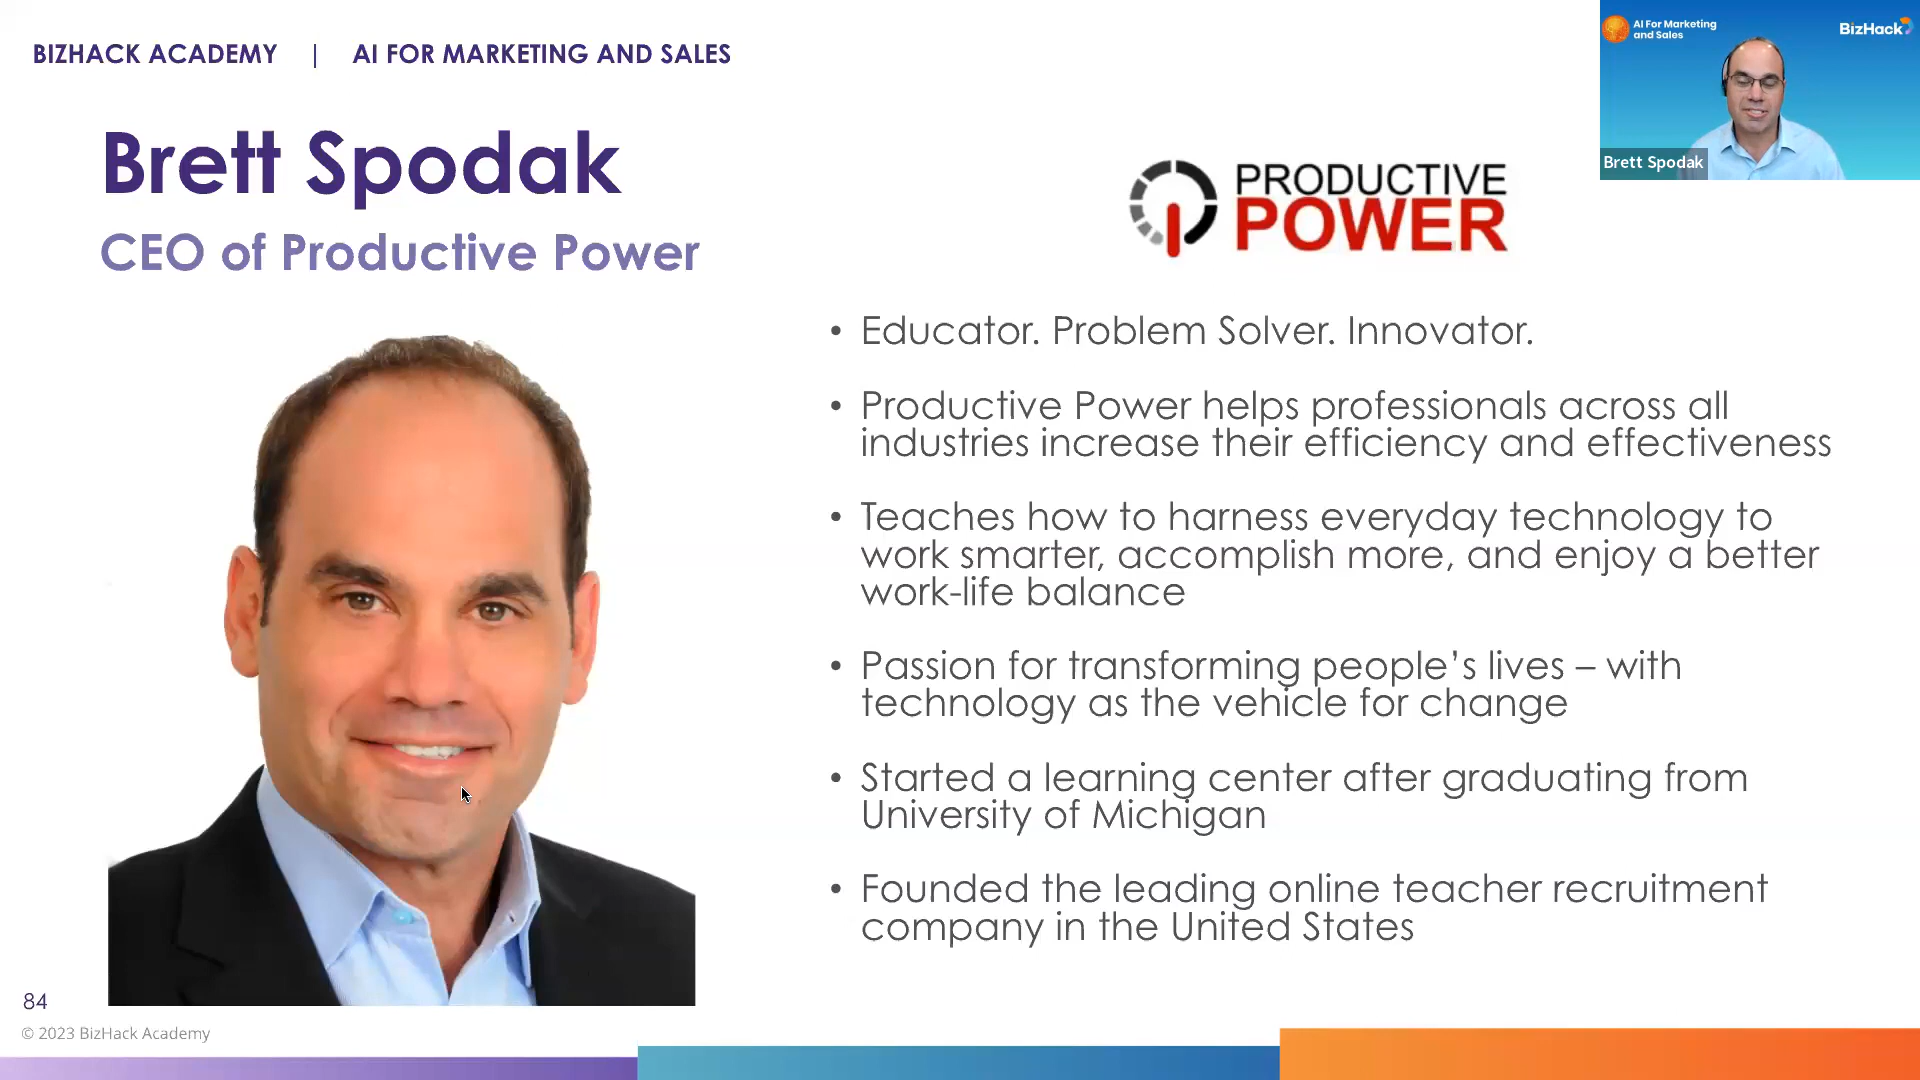 BIZHACK ACADEMY | AI FOR MARKETING AND SALES
AI For Marketing
and Sales
BizHack
Brett Spodak
Brett Spodak
CEO of Productive Power
PRODUCTIVE
POWER
• Educator. Problem Solver. Innovator.
• Productive Power helps professionals across all
industries increase their efficiency and effectiveness
• Teaches how to harness everyday technology to
work smarter, accomplish more, and enjoy a better
work-life balance
• Passion for transforming people’s lives – with
technology as the vehicle for change
• Started a learning center after graduating from
University of Michigan
• Founded the leading online teacher recruitment
company in the United States
84
© 2023 BizHack Academy